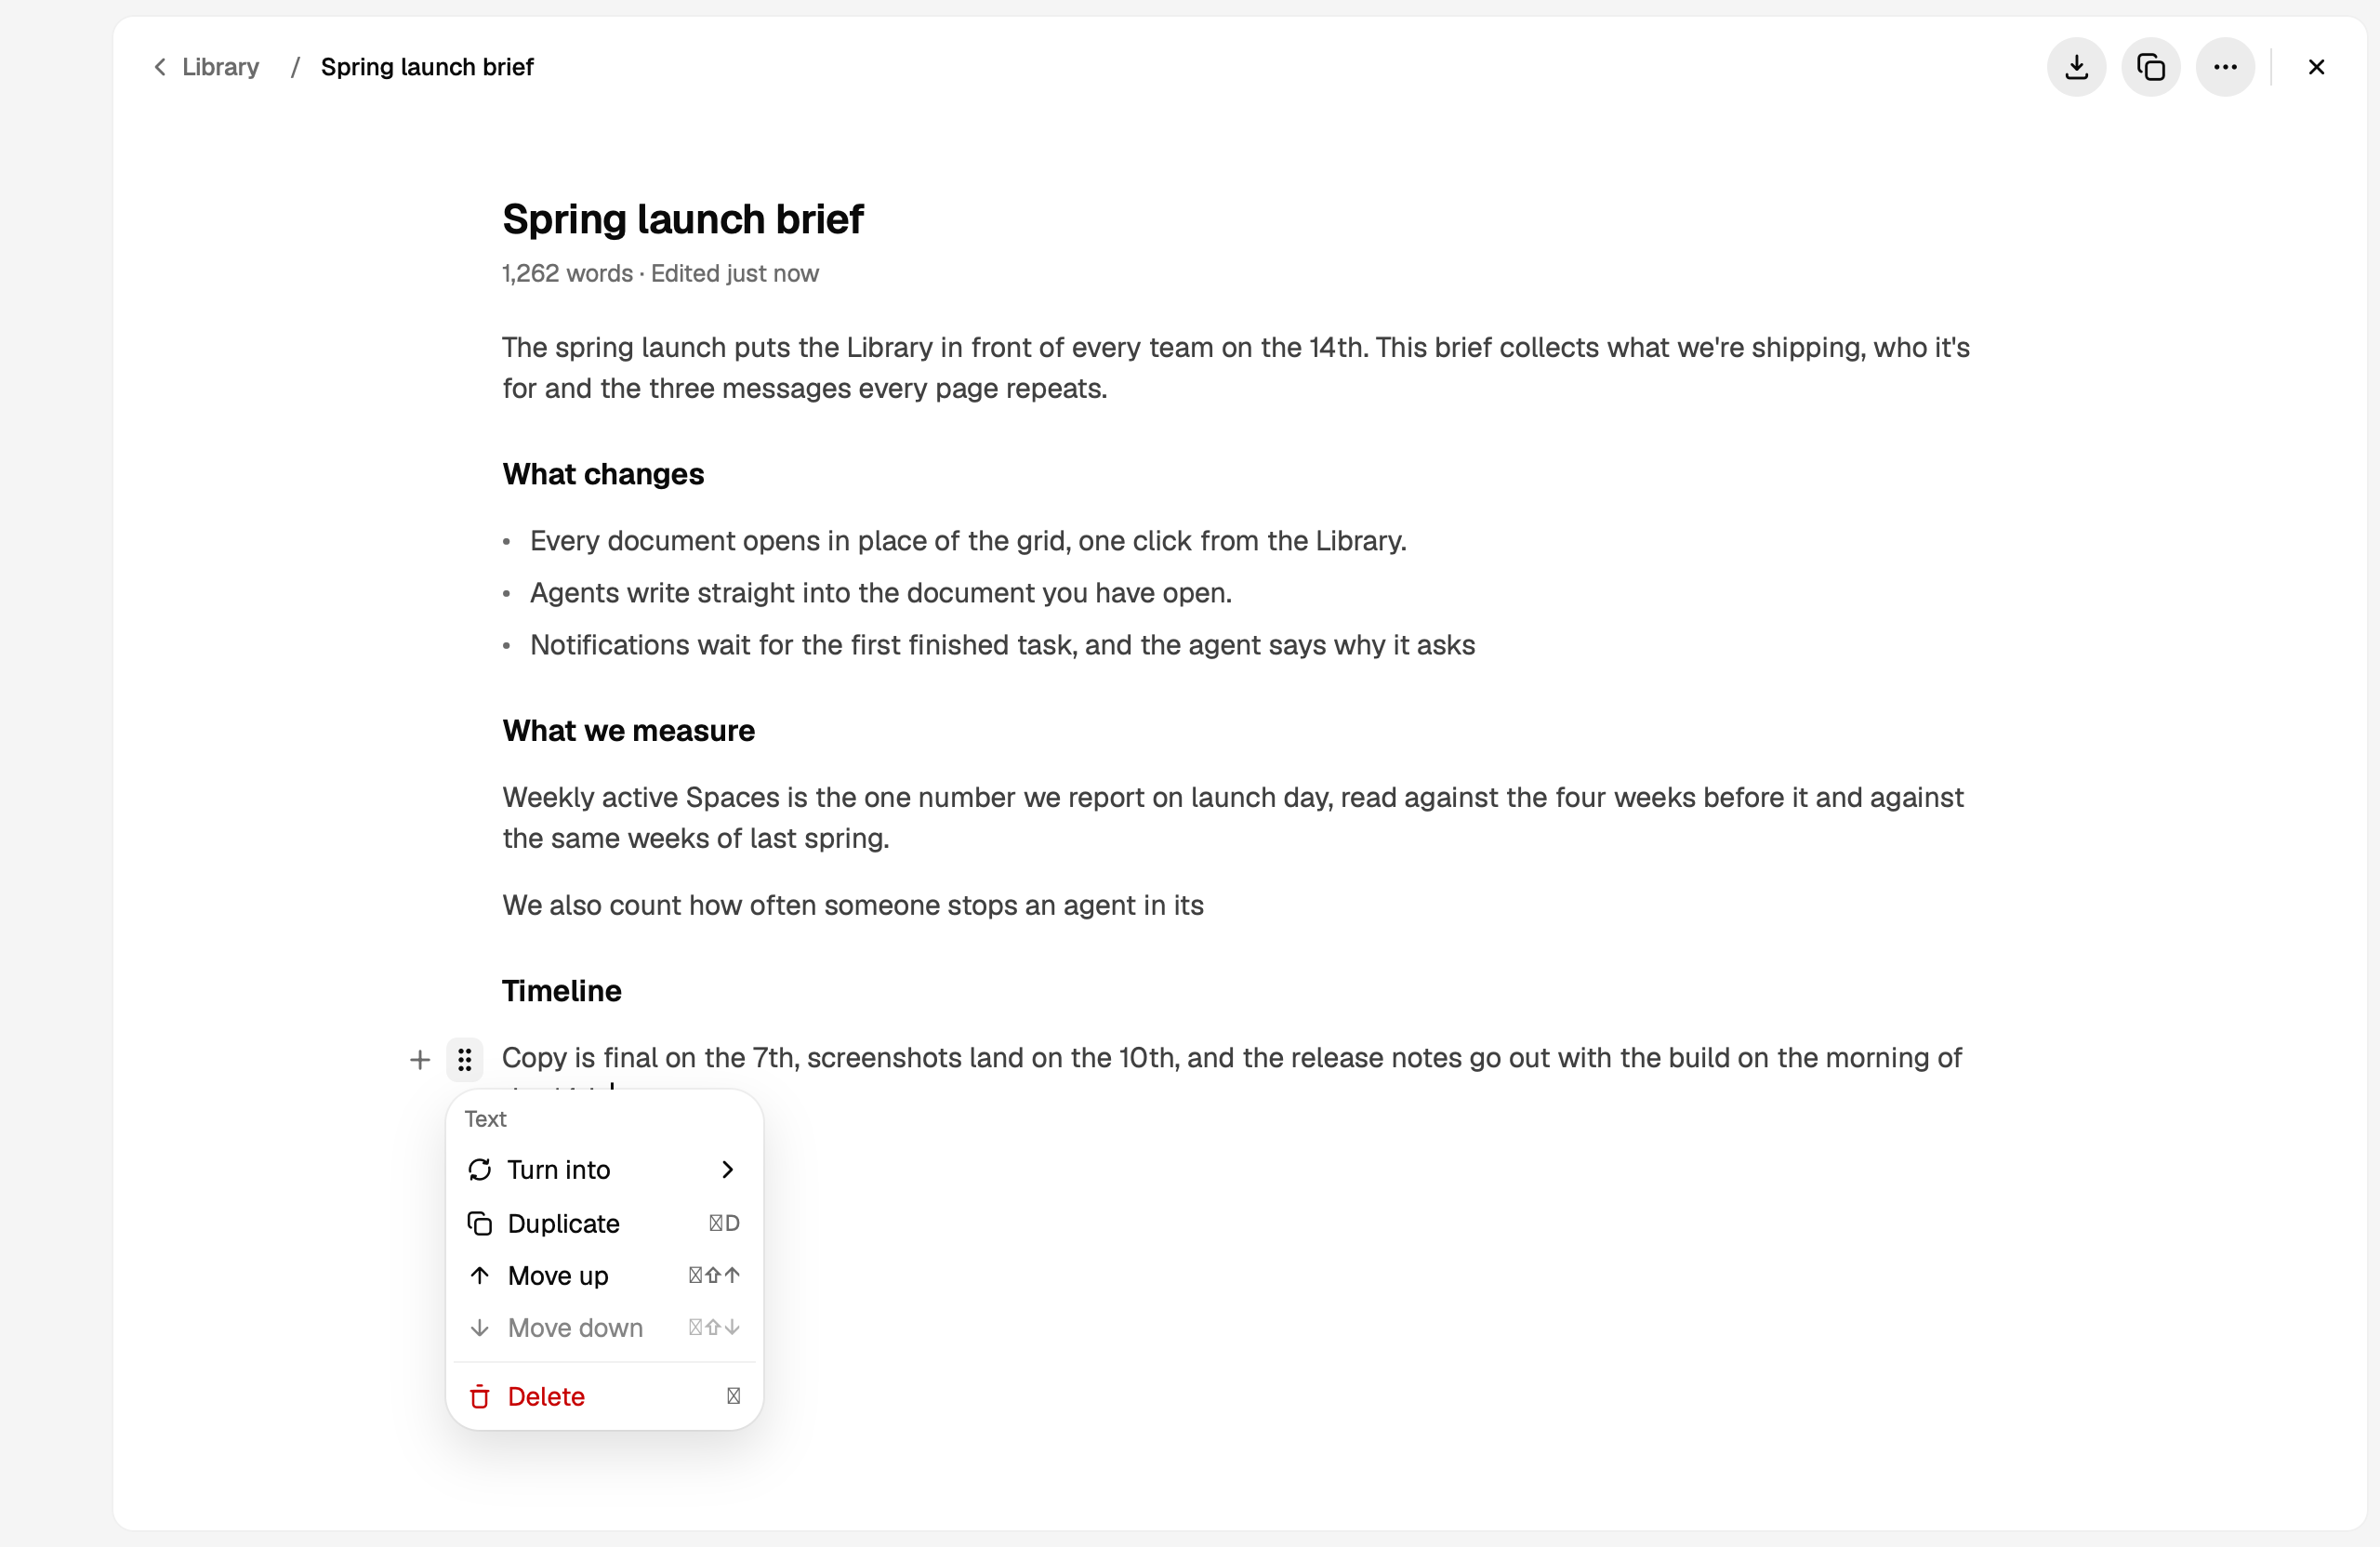 Library / Spring launch brief
Spring launch brief
1,262 words · Edited just now
The spring launch puts the Library in front of every team on the 14th. This brief collects what we're shipping, who it's
for and the three messages every page repeats.
What changes
• Every document opens in place of the grid, one click from the Library.
• Agents write straight into the document you have open.
• Notifications wait for the first finished task, and the agent says why it asks
What we measure
Weekly active Spaces is the one number we report on launch day, read against the four weeks before it and against
the same weeks of last spring.
We also count how often someone stops an agent in its
Timeline
Copy is final on the 7th, screenshots land on the 10th, and the release notes go out with the build on the morning of
Text
Turn into
Duplicate D
Move up ⇧↑
Move down ⇧↓
Delete